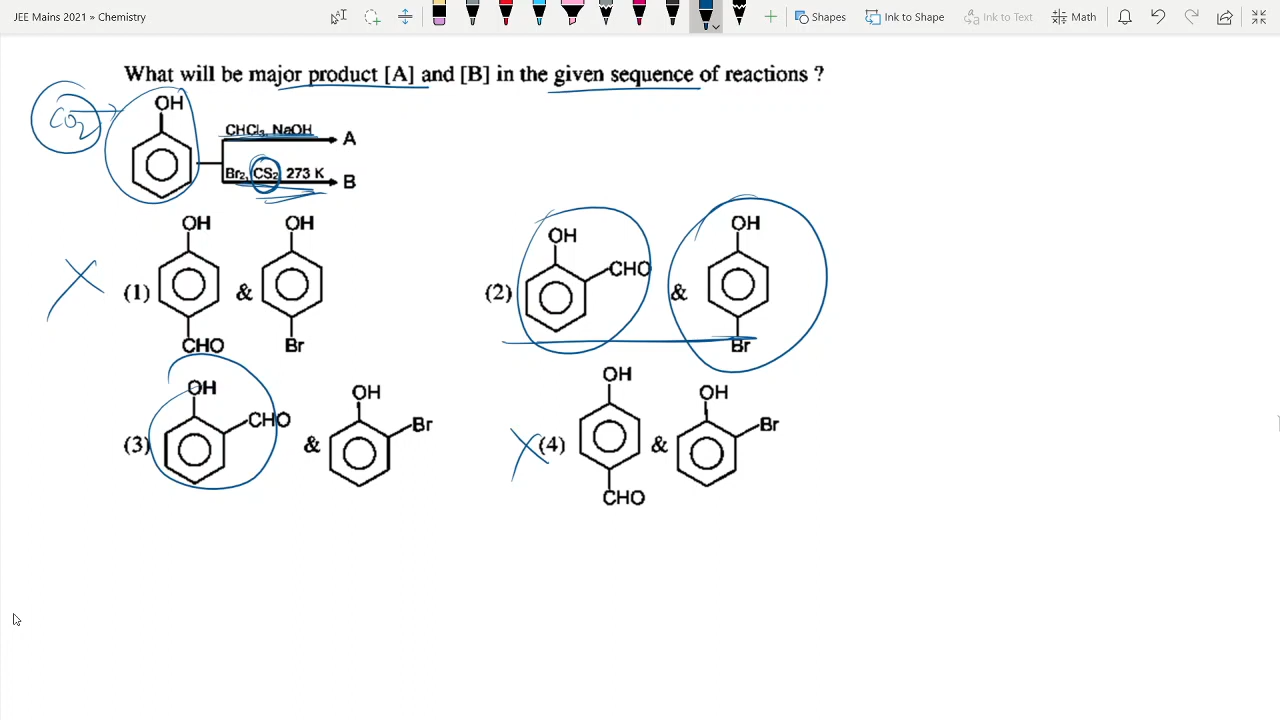 JEE Mains 2021 » Chemistry
Shapes Ink to Shape Ink to Text Math
What will be major product [A] and [B] in the given sequence of reactions ?
CO2
OH
CHCl3, NaOH A
Br2, CS2, 273 K B
OH OH
(1) & 
CHO Br
OH OH
CHO
(2) &
Br
OH OH
CHO Br
(3) &
OH OH
Br
(4) &
CHO